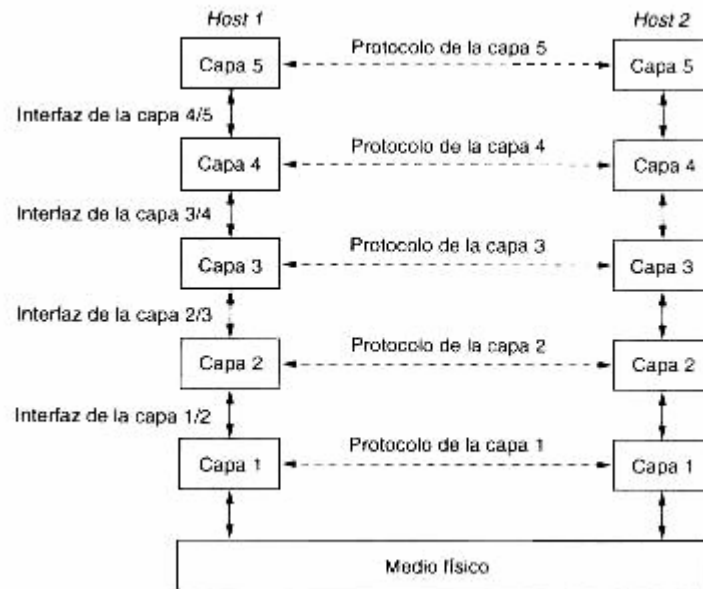 Host 1
Host 2
Capa 5
Protocolo de la capa 5
Capa 5
Interfaz de la capa 4/5
Capa 4
Protocolo de la capa 4
Capa 4
Interfaz de la capa 3/4
Capa 3
Protocolo de la capa 3
Capa 3
Interfaz de la capa 2/3
Capa 2
Protocolo de la capa 2
Capa 2
Interfaz de la capa 1/2
Capa 1
Protocolo de la capa 1
Capa 1
Medio físico